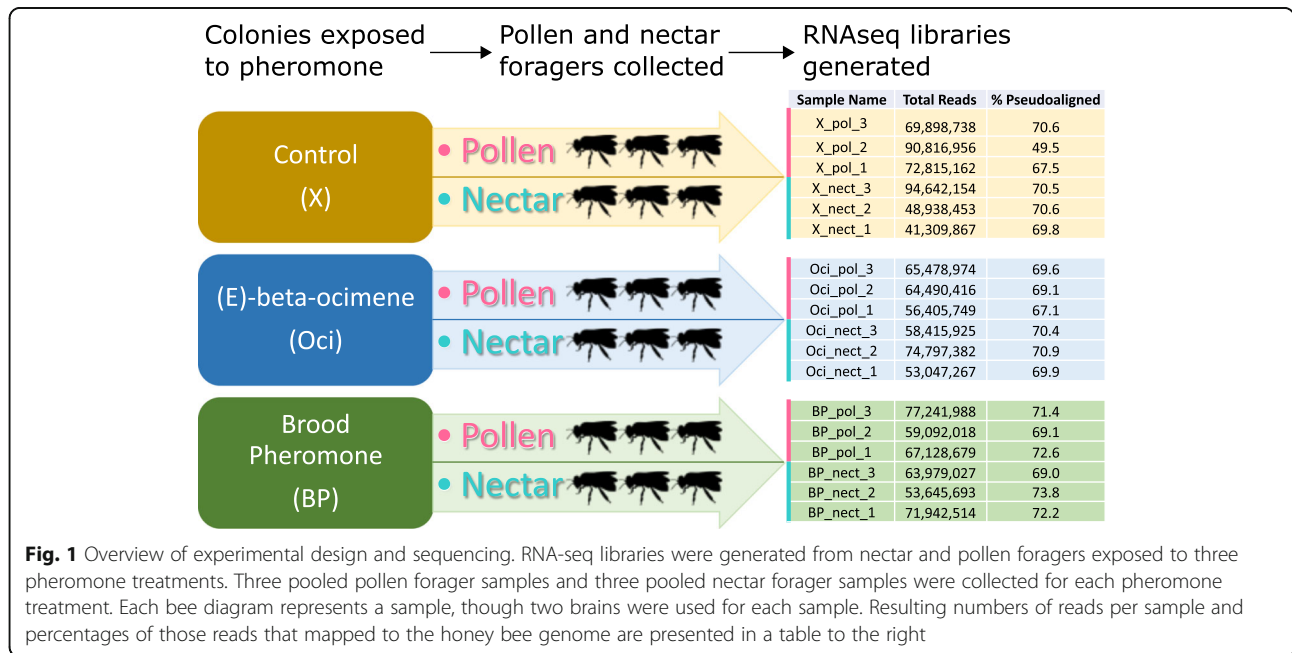 Colonies exposed
to pheromone
Pollen and nectar
foragers collected
RNAseq libraries
generated
Control
(X)
• Pollen
• Nectar
Sample Name Total Reads % Pseudoaligned
X_pol_3 69,898,738 70.6
X_pol_2 90,816,956 49.5
X_pol_1 72,815,162 67.5
X_nect_3 94,642,154 70.5
X_nect_2 48,938,453 70.6
X_nect_1 41,309,867 69.8
(E)-beta-ocimene
(Oci)
• Pollen
• Nectar
Oci_pol_3 65,478,974 69.6
Oci_pol_2 64,490,416 69.1
Oci_pol_1 56,405,749 67.1
Oci_nect_3 58,415,925 70.4
Oci_nect_2 74,797,382 70.9
Oci_nect_1 53,047,267 69.9
Brood
Pheromone
(BP)
• Pollen
• Nectar
BP_pol_3 77,241,988 71.4
BP_pol_2 59,092,018 69.1
BP_pol_1 67,128,679 72.6
BP_nect_3 63,979,027 69.0
BP_nect_2 53,645,693 73.8
BP_nect_1 71,942,514 72.2
Fig. 1 Overview of experimental design and sequencing. RNA-seq libraries were generated from nectar and pollen foragers exposed to three
pheromone treatments. Three pooled pollen forager samples and three pooled nectar forager samples were collected for each pheromone
treatment. Each bee diagram represents a sample, though two brains were used for each sample. Resulting numbers of reads per sample and
percentages of those reads that mapped to the honey bee genome are presented in a table to the right